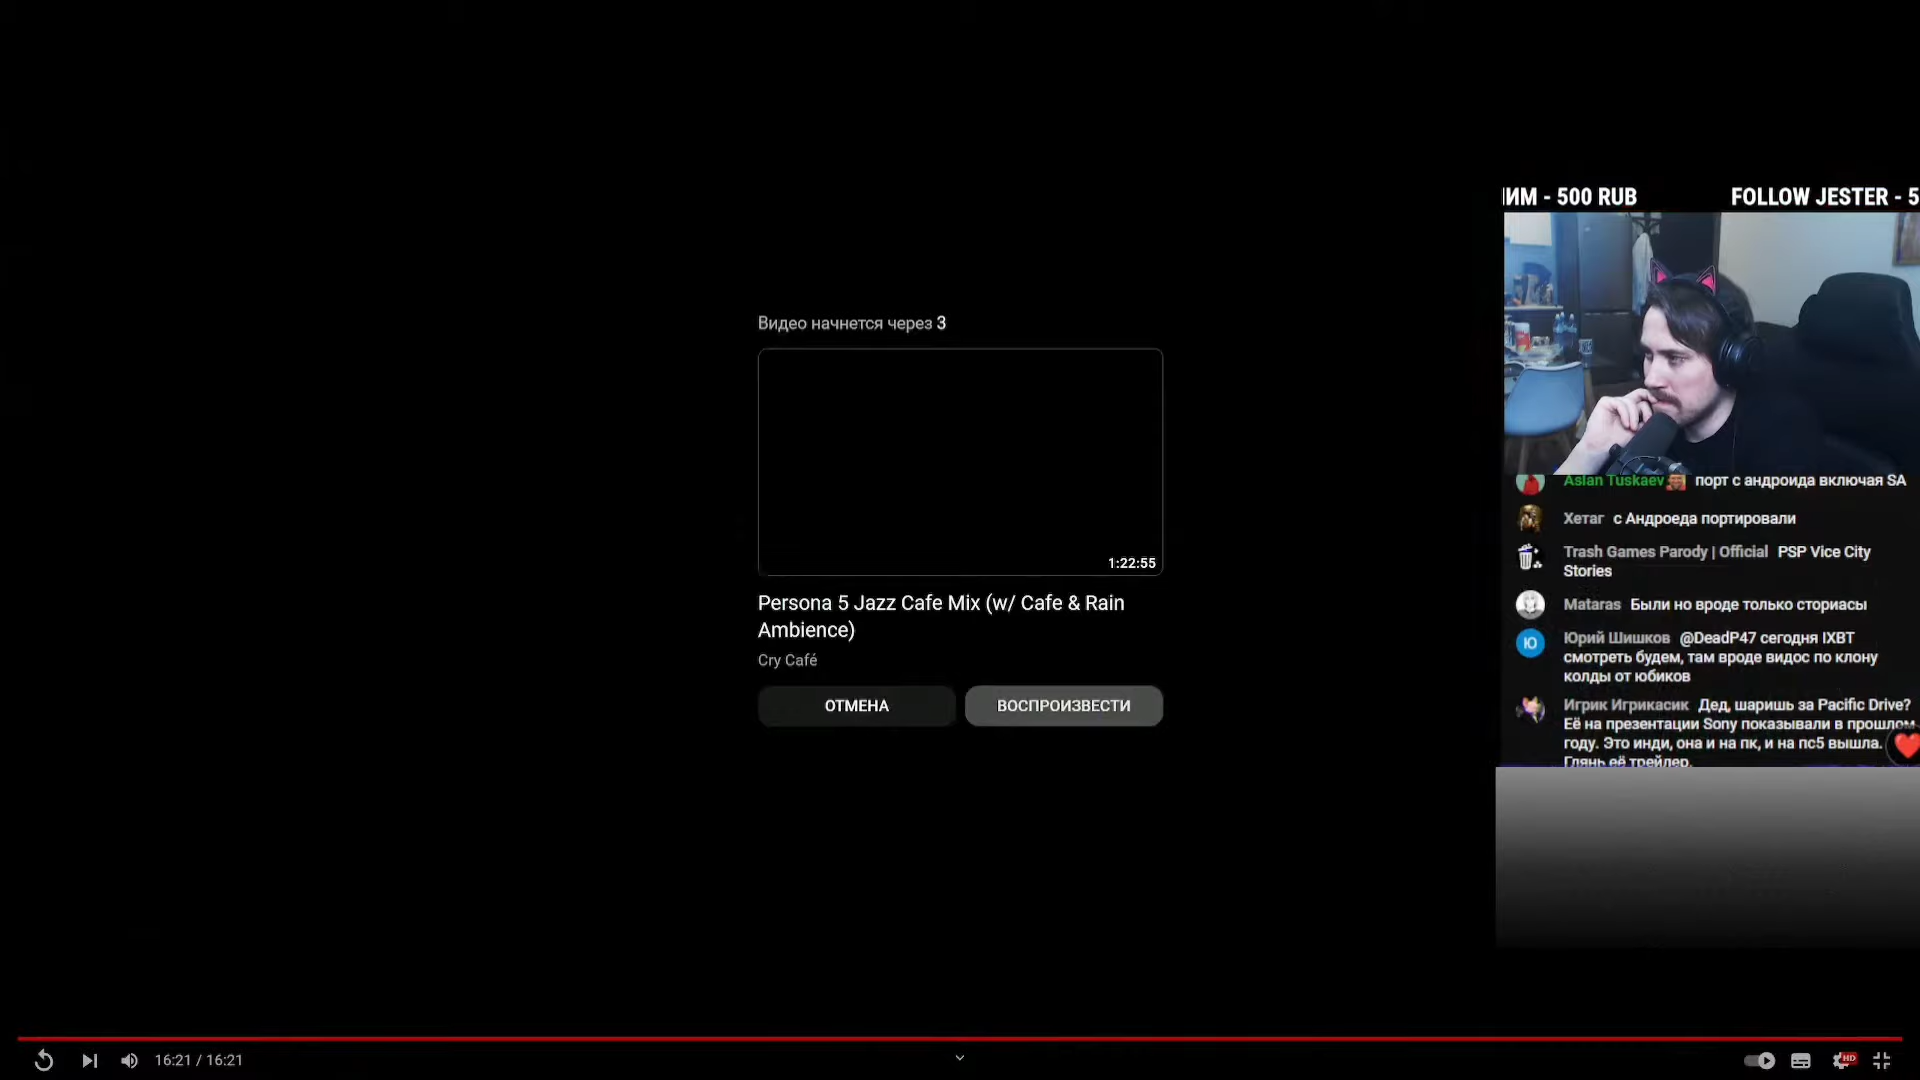 Видео начнется через 3
1:22:55
Persona 5 Jazz Cafe Mix (w/ Cafe & Rain
Ambience)
Cry Café
ОТМЕНА
ВОСПРОИЗВЕСТИ
ИМ - 500 RUB
FOLLOW JESTER - 5
Aslan Tuskaev порт с андроида включая SA
Хетаг с Андроеда портировали
Trash Games Parody | Official PSP Vice City
Stories
Mataras Были но вроде только сториасы
Ю
Юрий Шишков @DeadP47 сегодня IXBT
смотреть будем, там вроде видос по клону
колды от юбиков
Игрик Игрикасик Дед, шаришь за Pacific Drive?
Её на презентации Sony показывали в прошлом
году. Это инди, она и на пк, и на пс5 вышла.
Глянь её трейлер.
16:21 / 16:21
HD